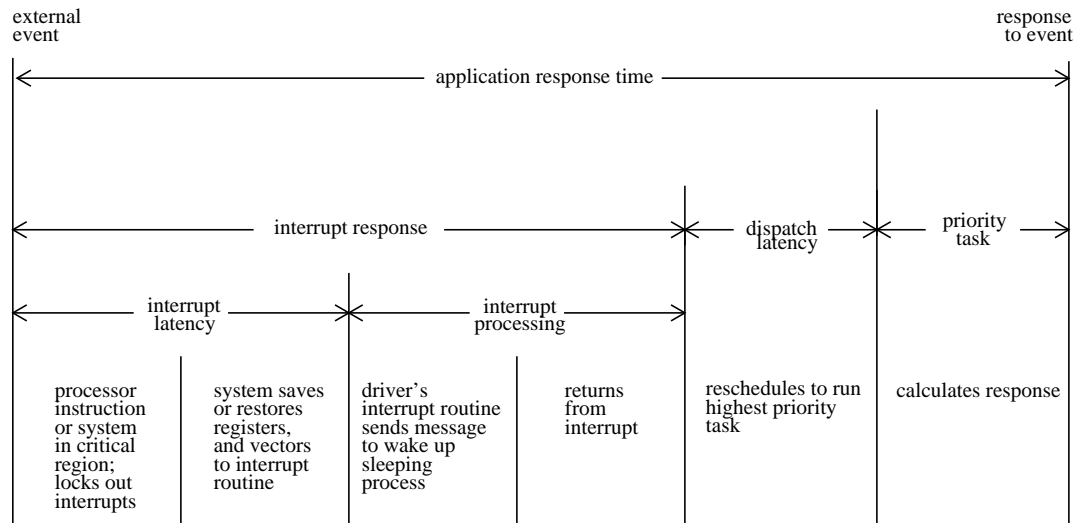 external
event
response
to event
application response time
interrupt response
dispatch
latency
priority
task
interrupt
latency
interrupt
processing
processor
instruction
or system
in critical
region;
locks out
interrupts
system saves
or restores
registers,
and vectors
to interrupt
routine
driver’s
interrupt routine
sends message
to wake up
sleeping
process
returns
from
interrupt
reschedules to run
highest priority
task
calculates response